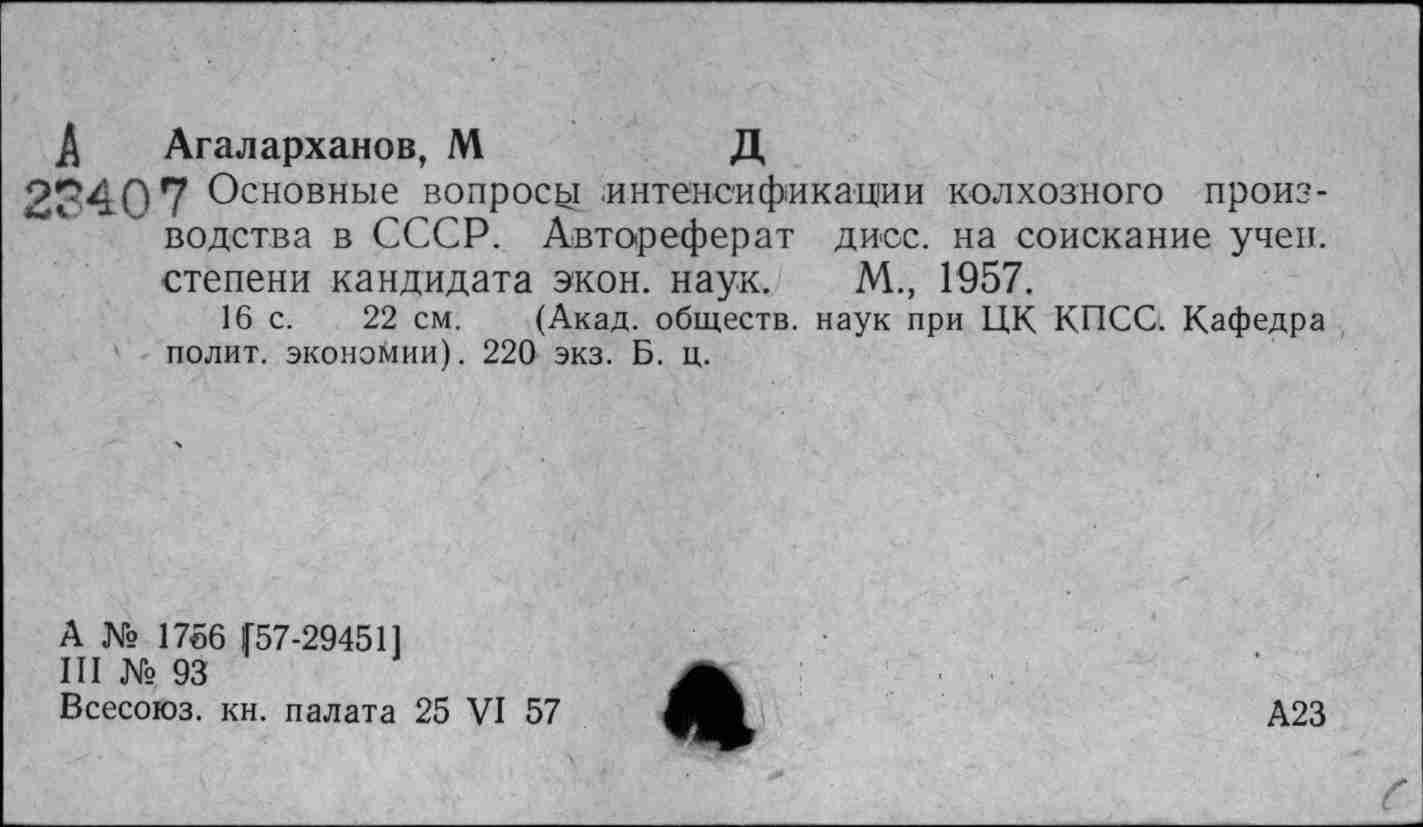 А Агаларханов, М Д
23407 Основные вопросы интенсификации колхозного произ-
водства в СССР. Автореферат дисс. на соискание учен.
степени кандидата экон. наук. М., 1957.
16 с. 22 см. (Акад. обществ. наук при ЦК КПСС. Кафедра
полит. экономии). 220 экз. Б. ц.
А № 1756 [57-29451]
III № 93
Всесоюз. кн. палата 25 VI 57
А23